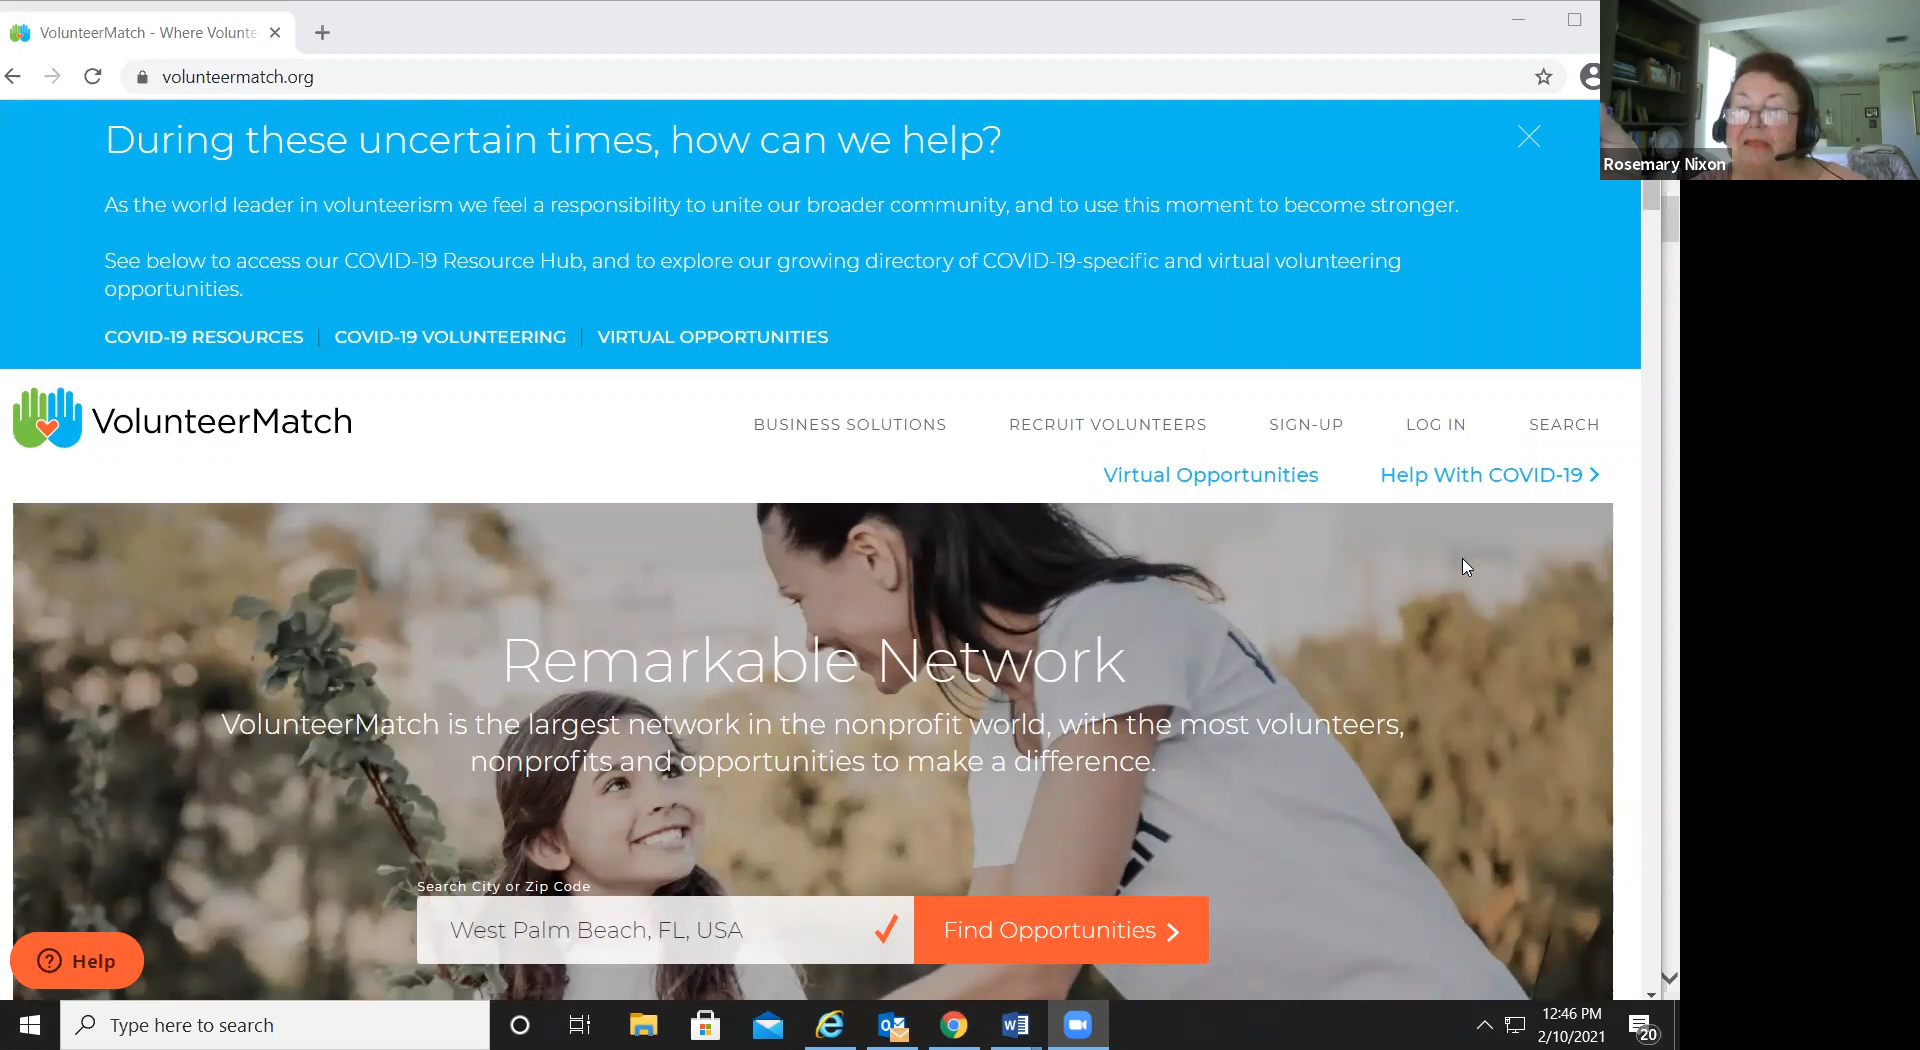 VolunteerMatch - Where Volunte
volunteermatch.org
Rosemary Nixon
During these uncertain times, how can we help?
As the world leader in volunteerism we feel a responsibility to unite our broader community, and to use this moment to become stronger.
See below to access our COVID-19 Resource Hub, and to explore our growing directory of COVID-19-specific and virtual volunteering
opportunities.
COVID-19 RESOURCES COVID-19 VOLUNTEERING VIRTUAL OPPORTUNITIES
VolunteerMatch
BUSINESS SOLUTIONS RECRUIT VOLUNTEERS SIGN-UP LOG IN SEARCH
Virtual Opportunities Help With COVID-19
Remarkable Network
VolunteerMatch is the largest network in the nonprofit world, with the most volunteers,
nonprofits and opportunities to make a difference.
Search City or Zip Code
West Palm Beach, FL, USA Find Opportunities
Help
Type here to search
12:46 PM
2/10/2021
20